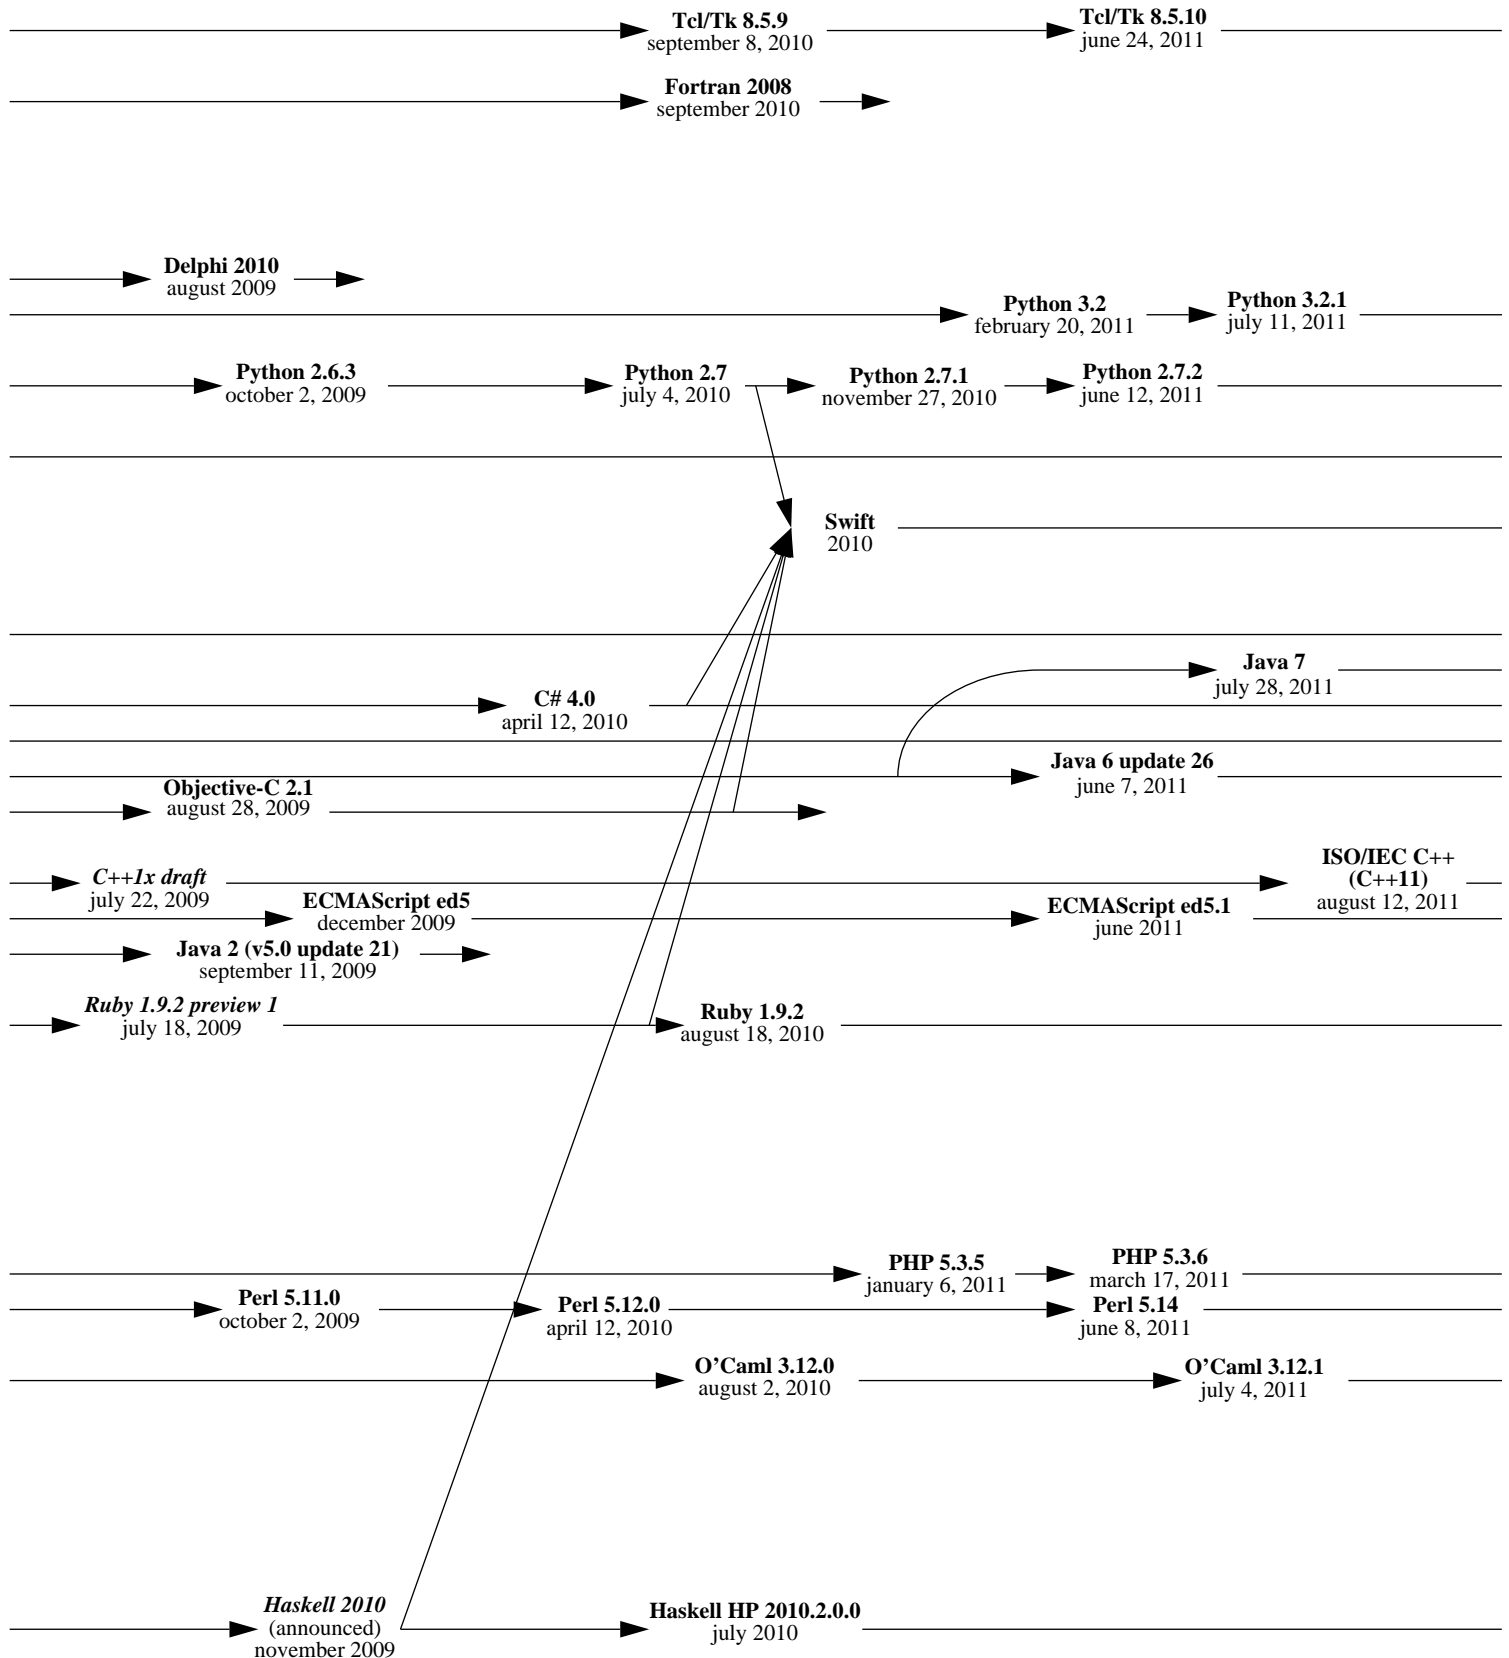 Tcl/Tk 8.5.9
september 8, 2010
Tcl/Tk 8.5.10
june 24, 2011
Fortran 2008
september 2010
Delphi 2010
august 2009
Python 3.2
february 20, 2011
Python 3.2.1
july 11, 2011
Python 2.6.3
october 2, 2009
Python 2.7
july 4, 2010
Python 2.7.1
november 27, 2010
Python 2.7.2
june 12, 2011
Swift
2010
Java 7
july 28, 2011
C# 4.0
april 12, 2010
Java 6 update 26
june 7, 2011
Objective-C 2.1
august 28, 2009
ISO/IEC C++
(C++11)
august 12, 2011
C++1x draft
july 22, 2009
ECMAScript ed5
december 2009
ECMAScript ed5.1
june 2011
Java 2 (v5.0 update 21)
september 11, 2009
Ruby 1.9.2 preview 1
july 18, 2009
Ruby 1.9.2
august 18, 2010
PHP 5.3.5
january 6, 2011
PHP 5.3.6
march 17, 2011
Perl 5.11.0
october 2, 2009
Perl 5.12.0
april 12, 2010
Perl 5.14
june 8, 2011
O’Caml 3.12.0
august 2, 2010
O’Caml 3.12.1
july 4, 2011
Haskell 2010
(announced)
november 2009
Haskell HP 2010.2.0.0
july 2010